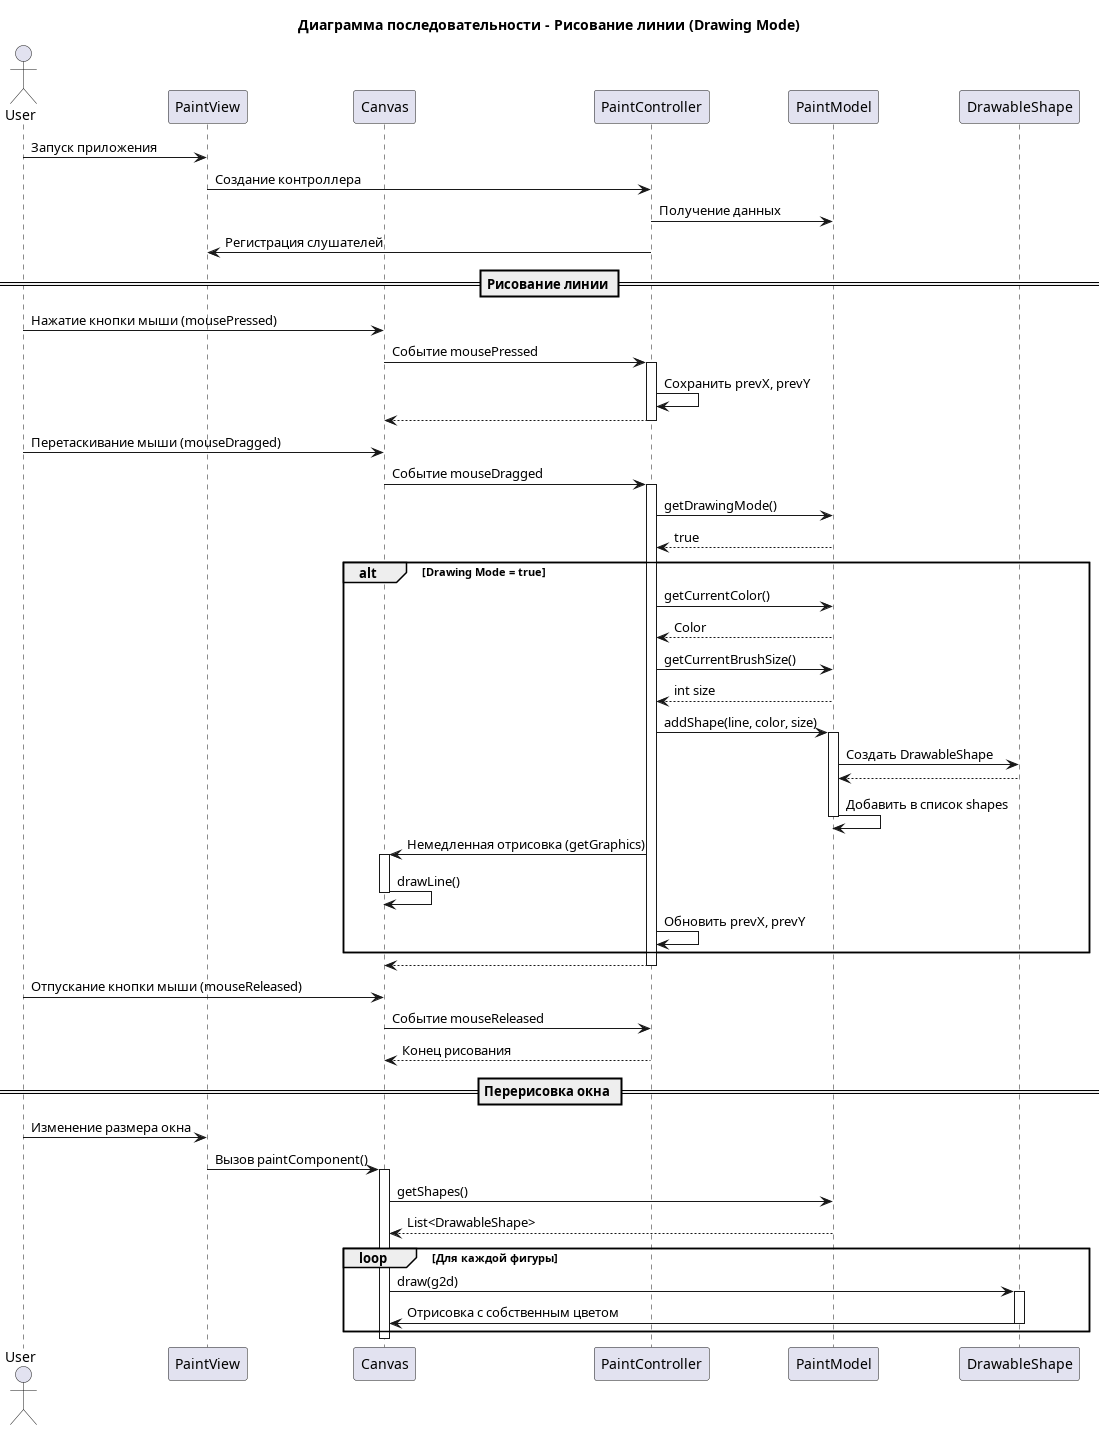 Диаграмма последовательности - Рисование линии (Drawing Mode)
User
PaintView
Canvas
PaintController
PaintModel
DrawableShape
Запуск приложения
Создание контроллера
Получение данных
Регистрация слушателей
Рисование линии
Нажатие кнопки мыши (mousePressed)
Событие mousePressed
Сохранить prevX, prevY
Перетаскивание мыши (mouseDragged)
Событие mouseDragged
getDrawingMode()
true
alt
[Drawing Mode = true]
getCurrentColor()
Color
getCurrentBrushSize()
int size
addShape(line, color, size)
Создать DrawableShape
Добавить в список shapes
Немедленная отрисовка (getGraphics)
drawLine()
Обновить prevX, prevY
Отпускание кнопки мыши (mouseReleased)
Событие mouseReleased
Конец рисования
Перерисовка окна
Изменение размера окна
Вызов paintComponent()
getShapes()
List<DrawableShape>
loop
[Для каждой фигуры]
draw(g2d)
Отрисовка с собственным цветом
User
PaintView
Canvas
PaintController
PaintModel
DrawableShape